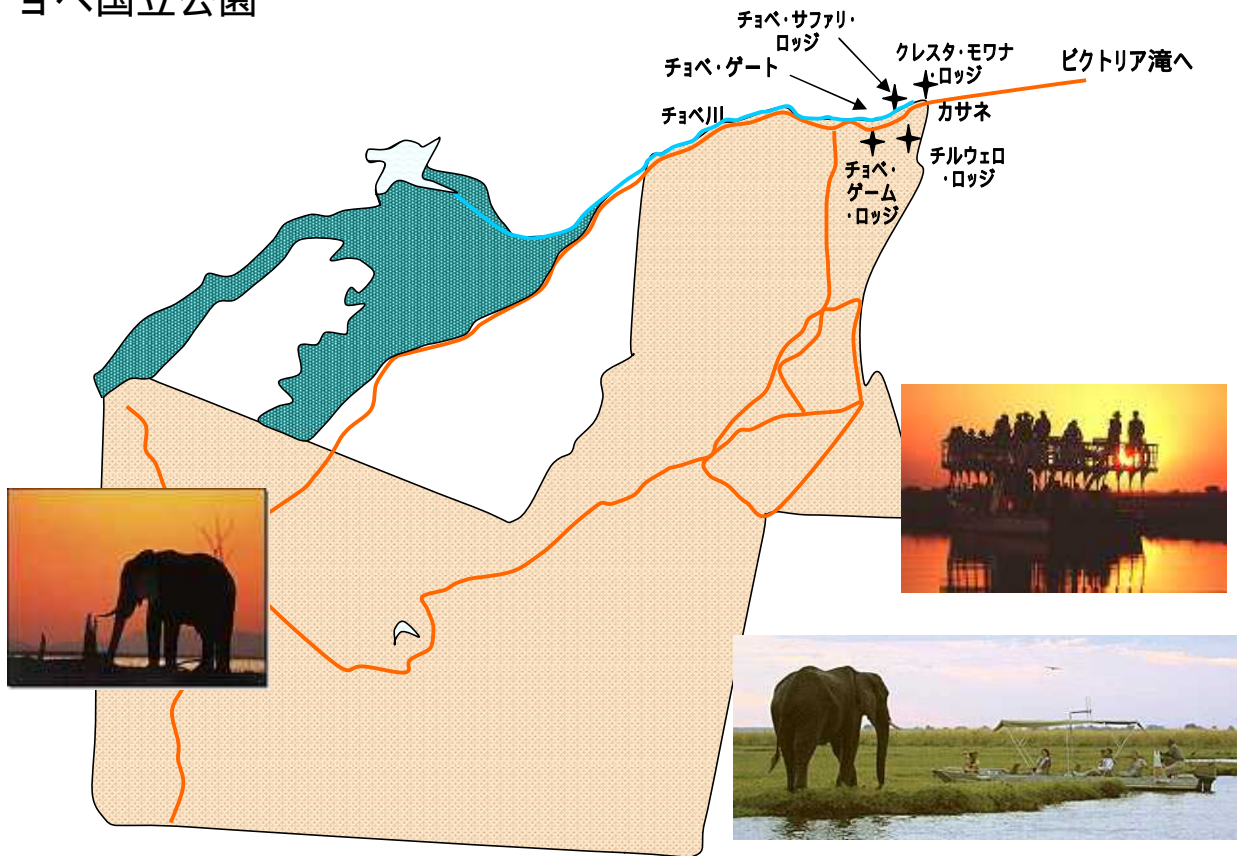 ョベ国立公園
チョベ・サファリ・
ロッジ
クレスタ・モワナ
・ロッジ
ビクトリア滝へ
チョベ・ゲート
チョベ川
カサネ
チョベ・
ゲーム
・ロッジ
チルウェロ
・ロッジ